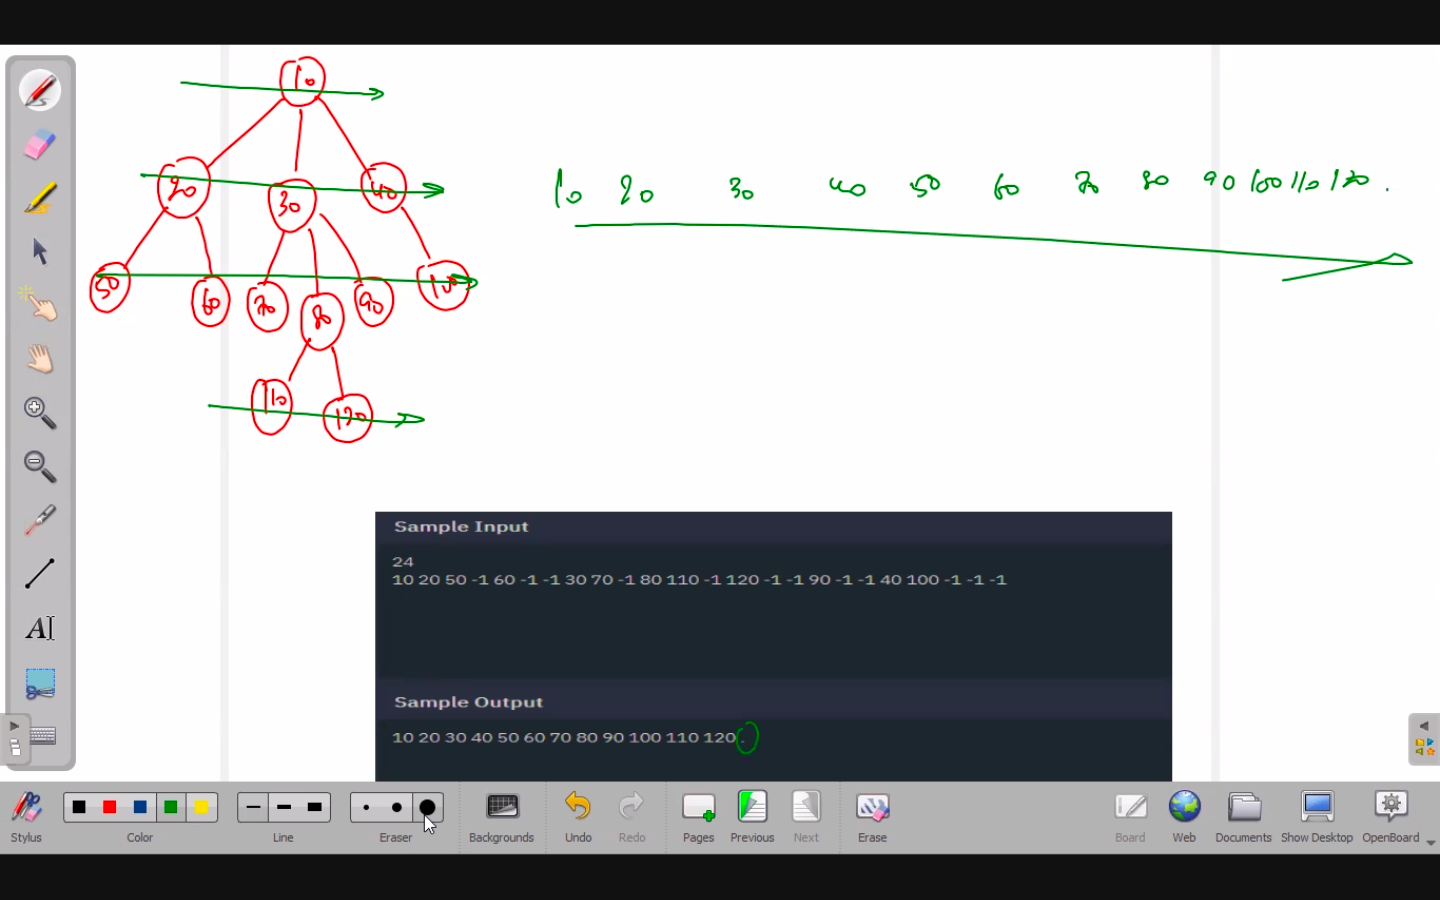 10
20 30 40
50 60 70 80 90 100
110 120
10 20 30 40 50 60 70 80 90 100 110 120 .
Sample Input
24
10 20 50 -1 60 -1 -1 30 70 -1 80 110 -1 120 -1 -1 90 -1 -1 40 100 -1 -1 -1
Sample Output
10 20 30 40 50 60 70 80 90 100 110 120 .
AI
Stylus Color Line Eraser Backgrounds Undo Redo Pages Previous Next Erase Board Web Documents Show Desktop OpenBoard